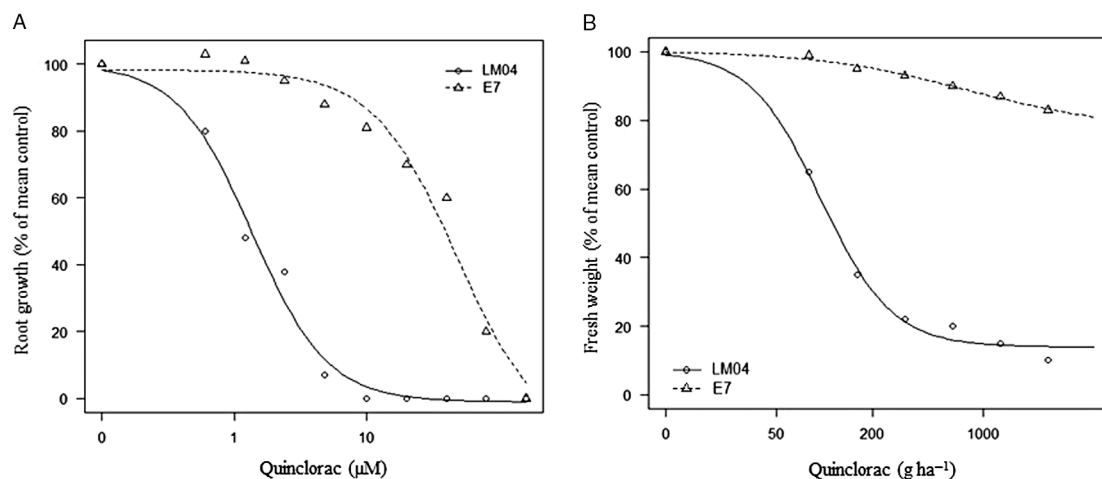 A
Root growth (% of mean control)
100
80
60
40
20
0
LM04
E7
0 1 10
Quinclorac (µM)
B
Fresh weight (% of mean control)
100
80
60
40
20
0
LM04
E7
0 50 200 1000
Quinclorac (g ha⁻¹)